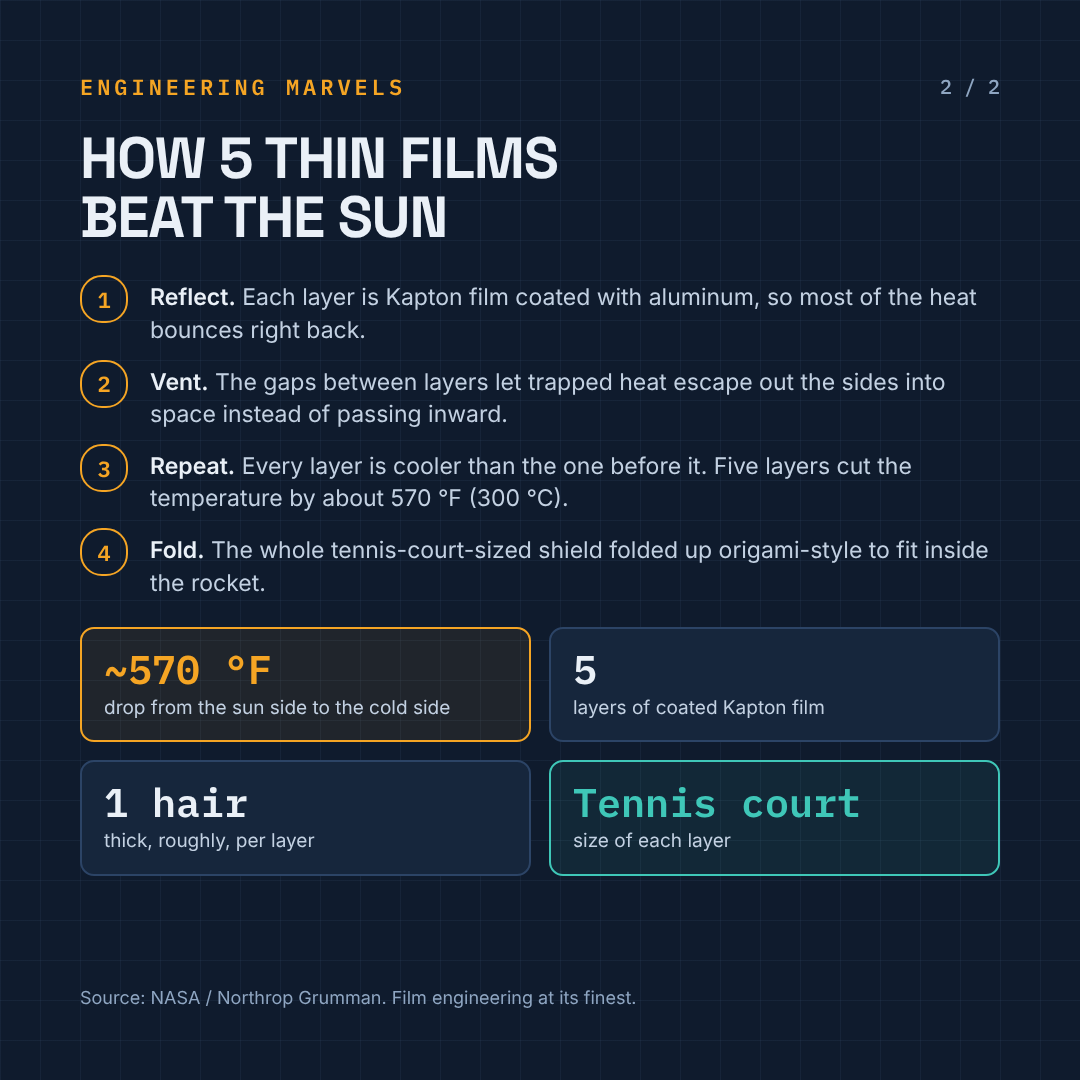 ENGINEERING MARVELS
2 / 2
HOW 5 THIN FILMS
BEAT THE SUN
1
Reflect. Each layer is Kapton film coated with aluminum, so most of the heat
bounces right back.
2
Vent. The gaps between layers let trapped heat escape out the sides into
space instead of passing inward.
3
Repeat. Every layer is cooler than the one before it. Five layers cut the
temperature by about 570 °F (300 °C).
4
Fold. The whole tennis-court-sized shield folded up origami-style to fit inside
the rocket.
~570 °F
drop from the sun side to the cold side
5
layers of coated Kapton film
1 hair
thick, roughly, per layer
Tennis court
size of each layer
Source: NASA / Northrop Grumman. Film engineering at its finest.